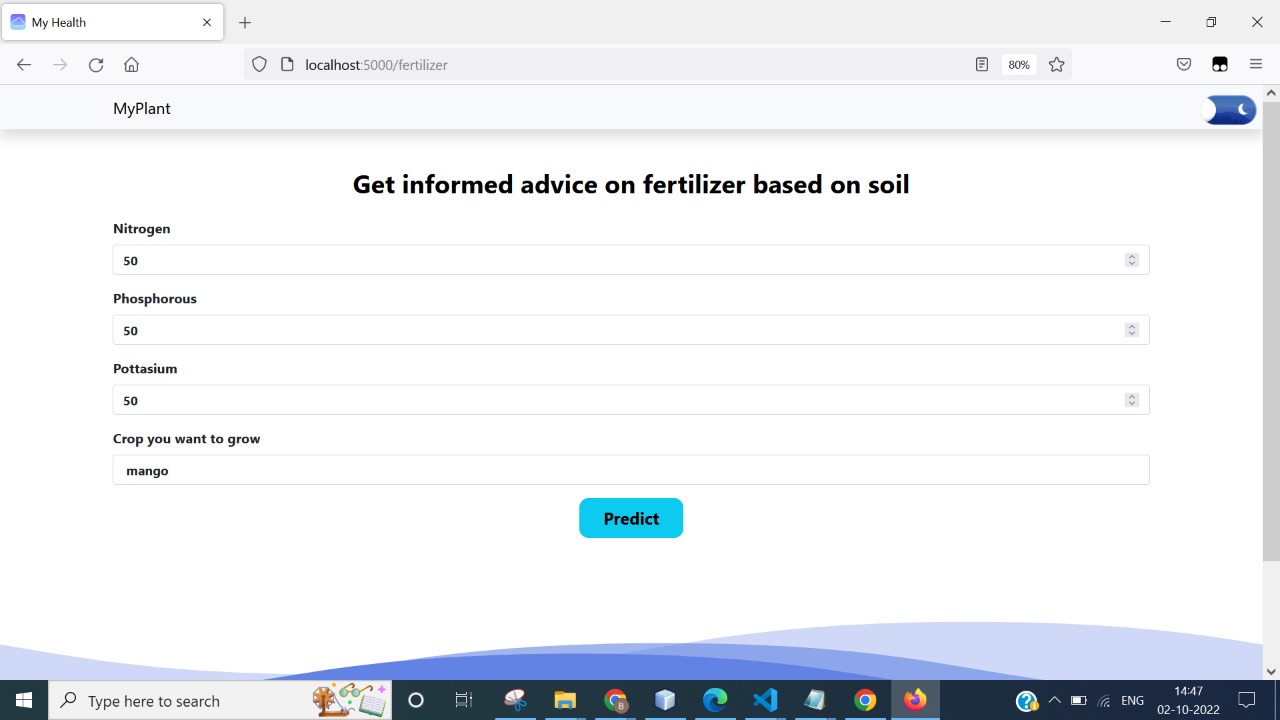 My Health
localhost:5000/fertilizer
80%
MyPlant
Get informed advice on fertilizer based on soil
Nitrogen
50
Phosphorous
50
Pottasium
50
Crop you want to grow
mango
Predict
Type here to search
B
ENG
14:47
02-10-2022